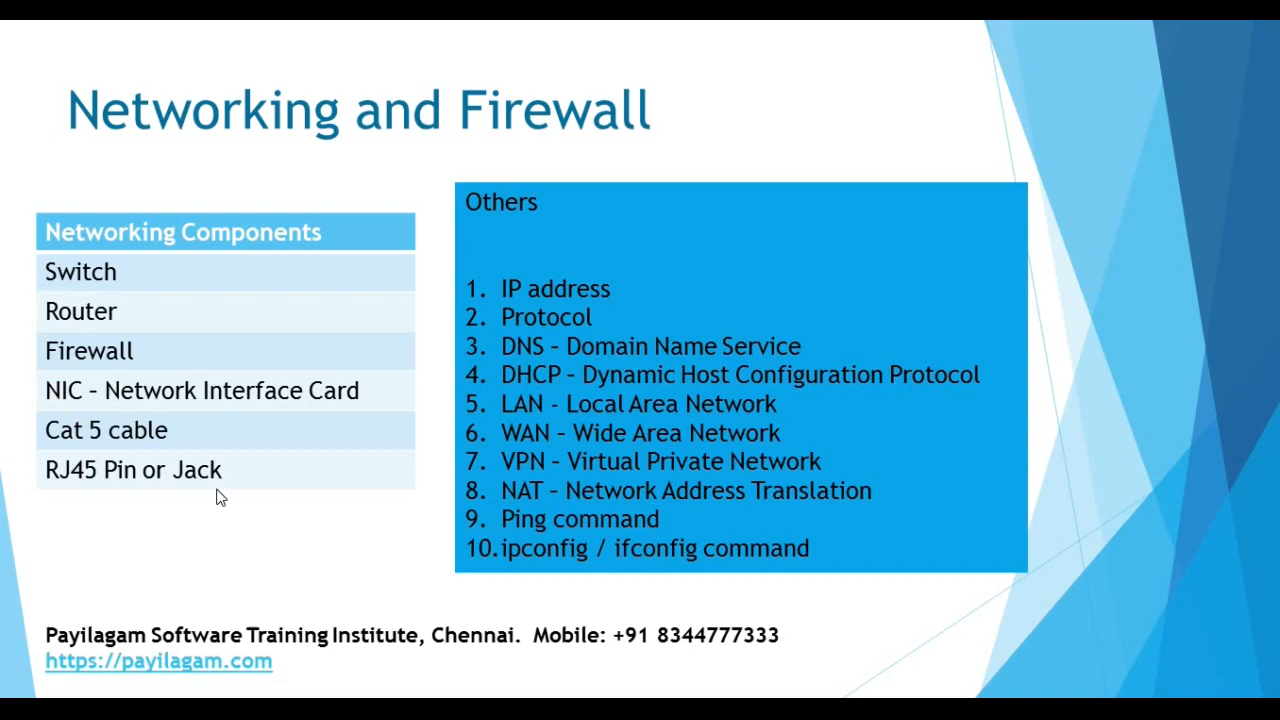 Networking and Firewall
Networking Components
Switch
Router
Firewall
NIC – Network Interface Card
Cat 5 cable
RJ45 Pin or Jack
Others
1. IP address
2. Protocol
3. DNS – Domain Name Service
4. DHCP – Dynamic Host Configuration Protocol
5. LAN - Local Area Network
6. WAN – Wide Area Network
7. VPN – Virtual Private Network
8. NAT – Network Address Translation
9. Ping command
10. ipconfig / ifconfig command
Payilagam Software Training Institute, Chennai. Mobile: +91 8344777333
https://payilagam.com